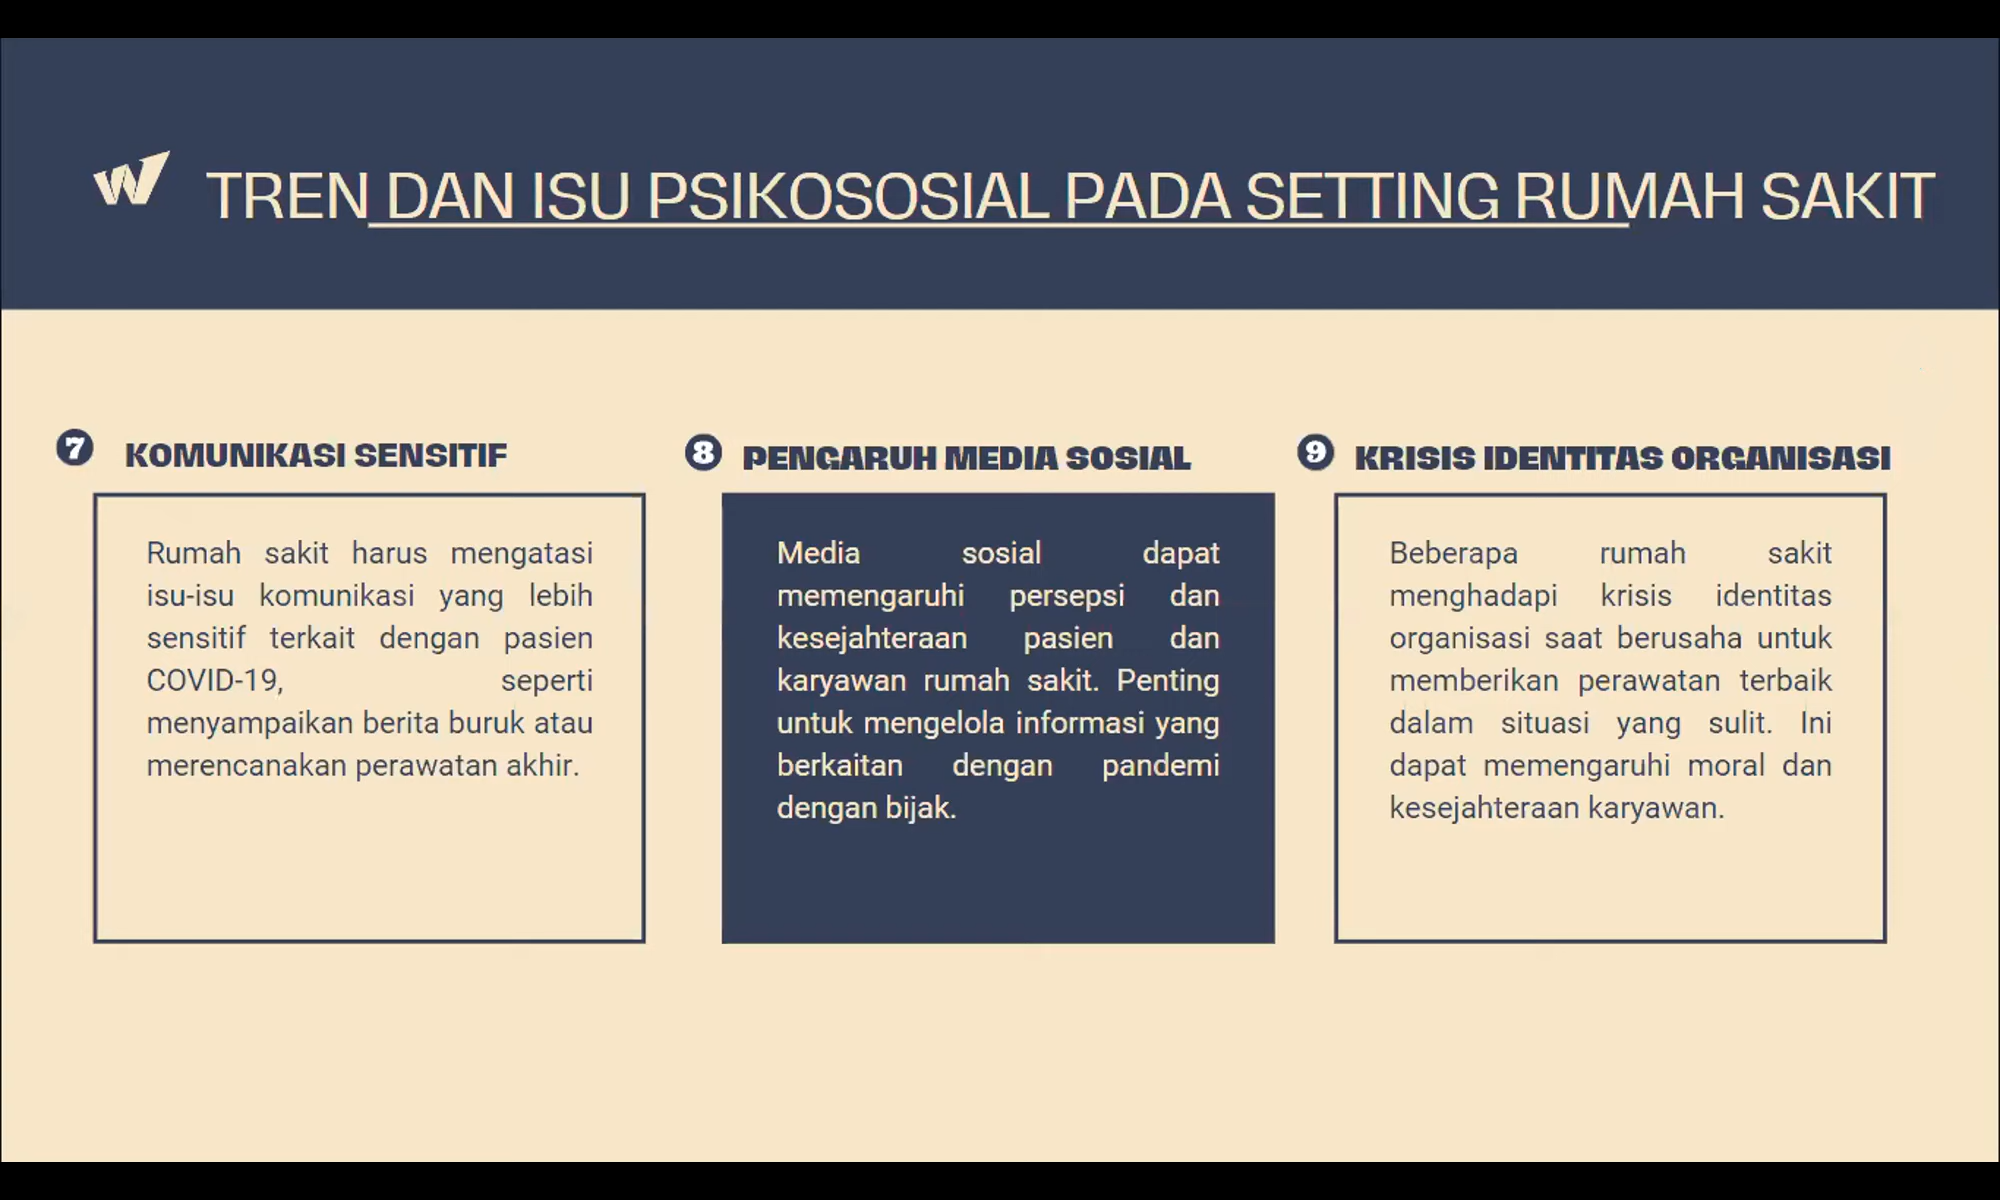 W
TREN DAN ISU PSIKOSOSIAL PADA SETTING RUMAH SAKIT
7
KOMUNIKASI SENSITIF
Rumah sakit harus mengatasi
isu-isu komunikasi yang lebih
sensitif terkait dengan pasien
COVID-19, seperti
menyampaikan berita buruk atau
merencanakan perawatan akhir.
8
PENGARUH MEDIA SOSIAL
Media sosial dapat
memengaruhi persepsi dan
kesejahteraan pasien dan
karyawan rumah sakit. Penting
untuk mengelola informasi yang
berkaitan dengan pandemi
dengan bijak.
9
KRISIS IDENTITAS ORGANISASI
Beberapa rumah sakit
menghadapi krisis identitas
organisasi saat berusaha untuk
memberikan perawatan terbaik
dalam situasi yang sulit. Ini
dapat memengaruhi moral dan
kesejahteraan karyawan.